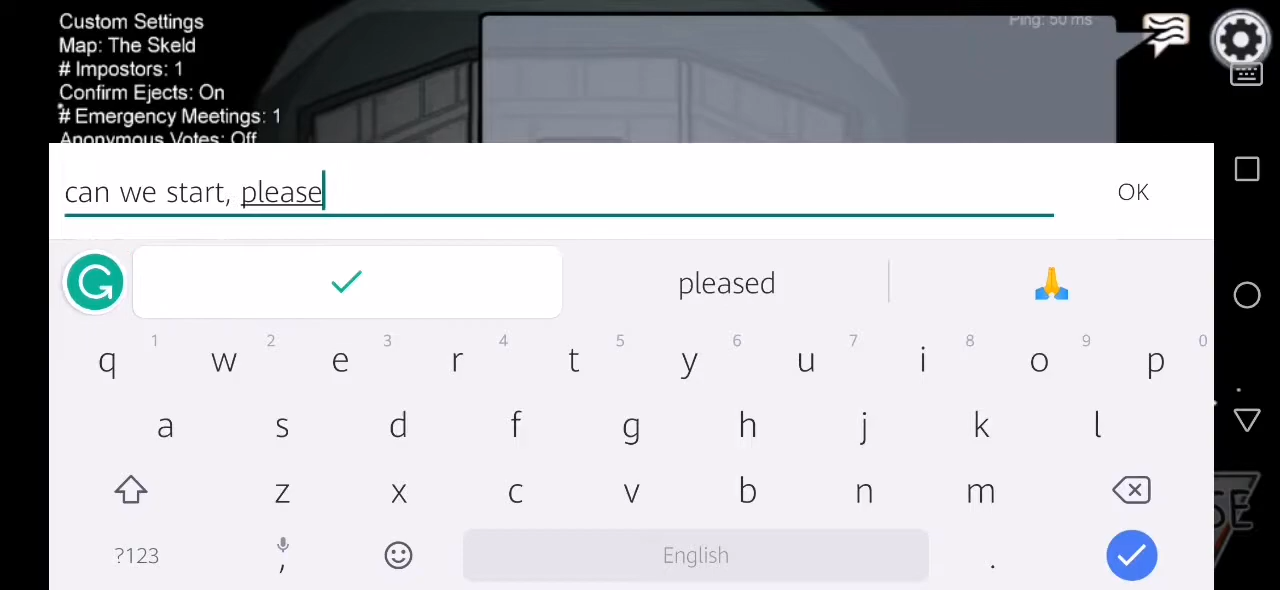 Custom Settings
Ping: 50 ms
Map: The Skeld
# Impostors: 1
Confirm Ejects: On
# Emergency Meetings: 1
Anonymous Votes: Off
can we start, please
OK
pleased
1 2 3 4 5 6 7 8 9 0
q w e r t y u i o p
a s d f g h j k l
z x c v b n m
?123 , English .